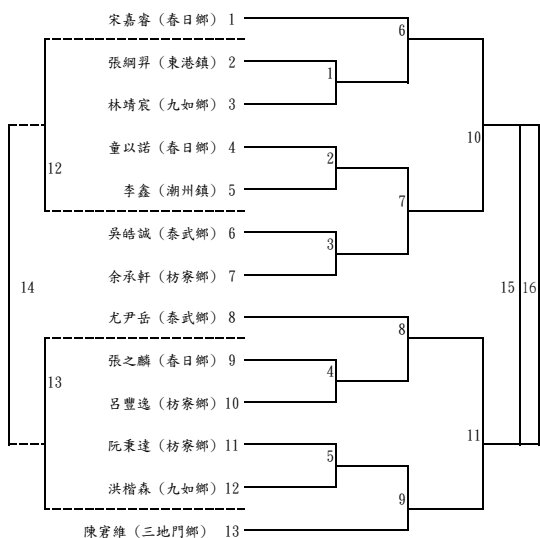 宋嘉睿（春日鄉） 1
6
張綱羿（東港鎮） 2
1
林靖宸（九如鄉） 3
童以諾（春日鄉） 4
10
2
12
李鑫（潮州鎮） 5
7
吳皓誠（泰武鄉） 6
3
余承軒（枋寮鄉） 7
14
15
16
尤尹岳（泰武鄉） 8
8
張之麟（春日鄉） 9
4
13
呂豐逸（枋寮鄉） 10
11
阮秉達（枋寮鄉） 11
5
洪楷森（九如鄉） 12
9
陳宭維（三地門鄉） 13